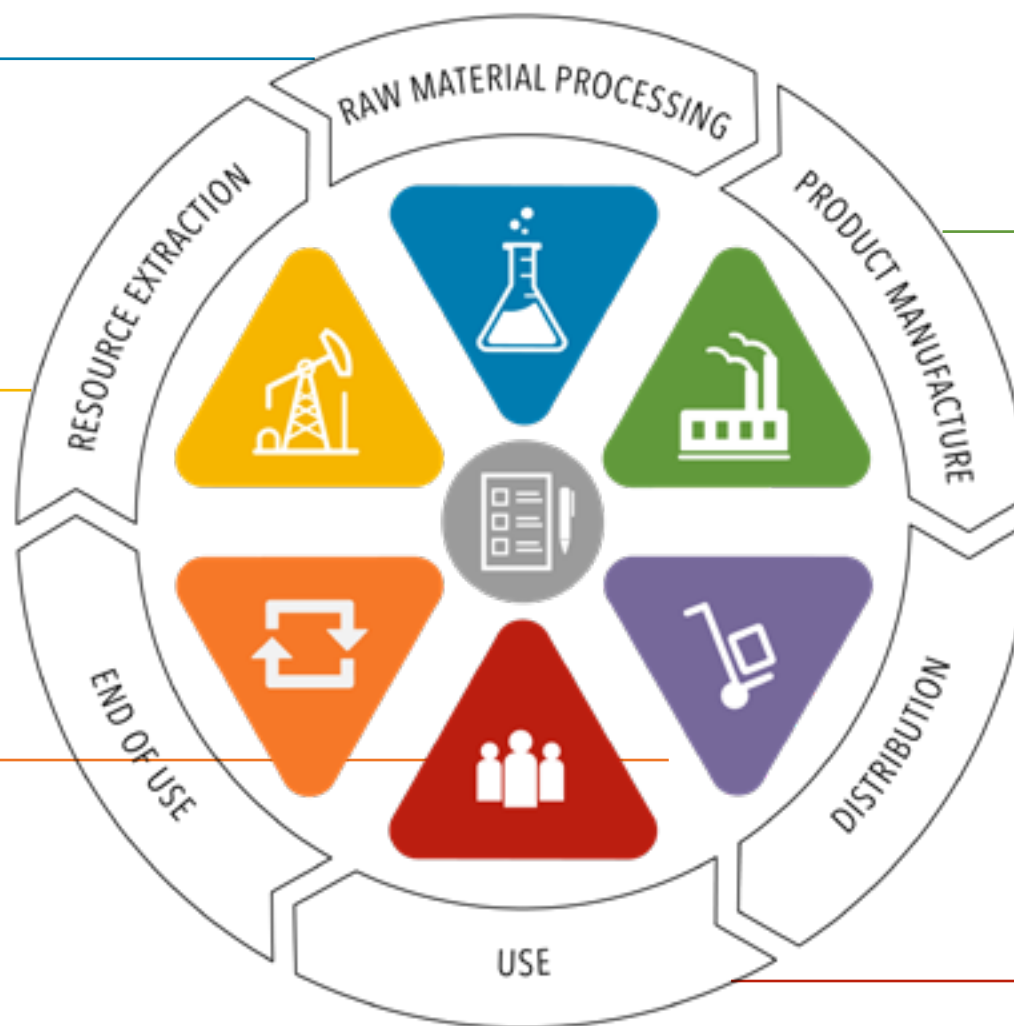 RAW MATERIAL PROCESSING
PRODUCT MANUFACTURE
DISTRIBUTION
USE
END OF USE
RESOURCE EXTRACTION